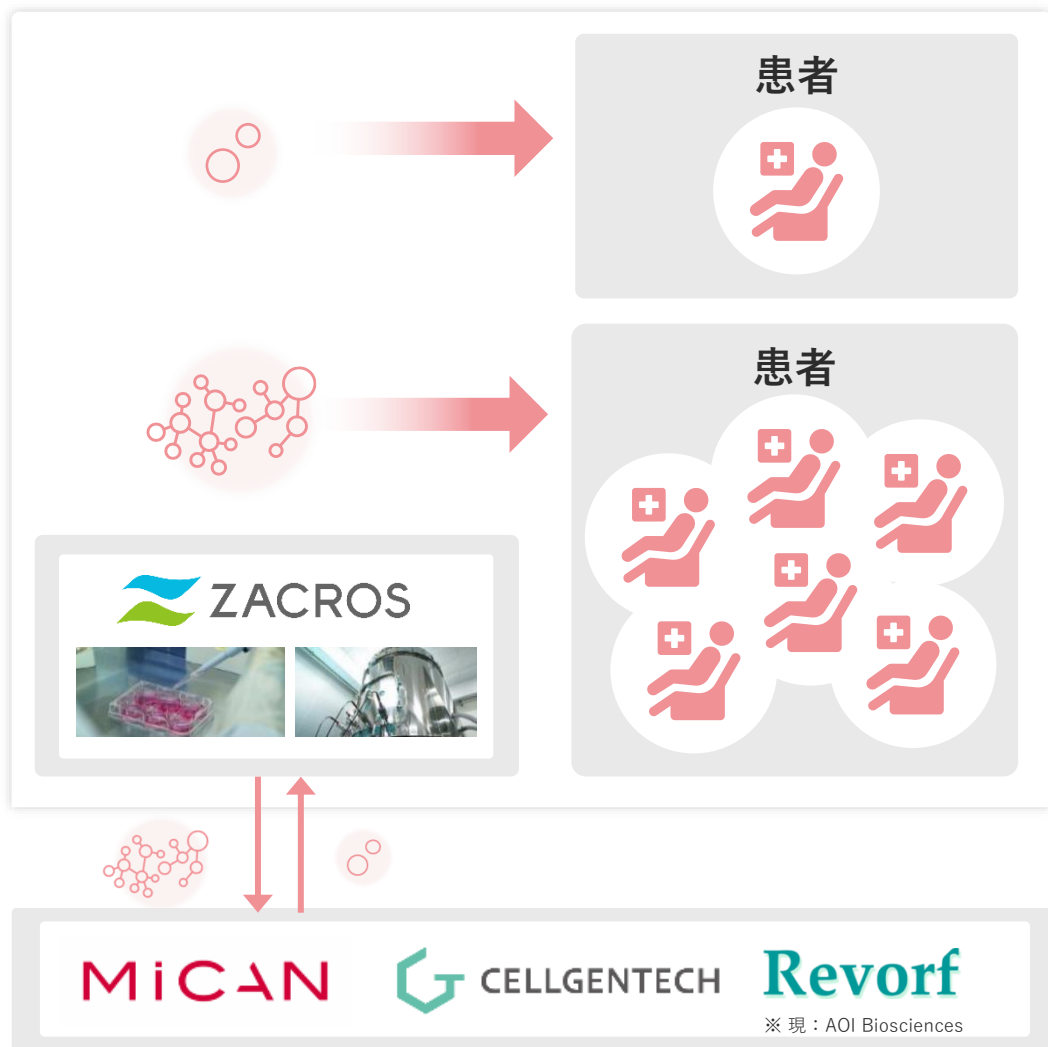 患者
患者
ZACROS
MiCAN
CELLGENTECH
Revorf
※ 現：AOI Biosciences